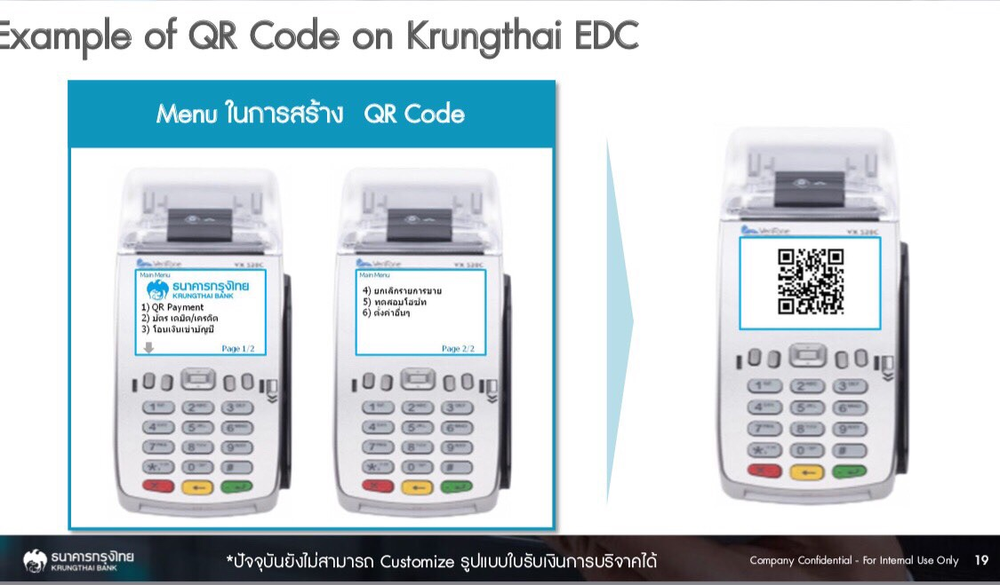 Example of QR Code on Krungthai EDC
Menu ในการสร้าง QR Code
VeriFone VX 520C
Main Menu
ธนาคารกรุงไทย
KRUNGTHAI BANK
1) QR Payment
2) บัตร เดบิต/เครดิต
3) โอนเงินเข้าบัญชี
Page 1/2
VeriFone VX 520C
Main Menu
4) ยกเลิกรายการขาย
5) ทดสอบโฮซท
6) ตั้งค่าอื่นๆ
Page 2/2
VeriFone VX 520C
ธนาคารกรุงไทย
KRUNGTHAI BANK
*ปัจจุบันยังไม่สามารถ Customize รูปแบบใบรับเงินการบริจาคได้
Company Confidential - For Internal Use Only 19